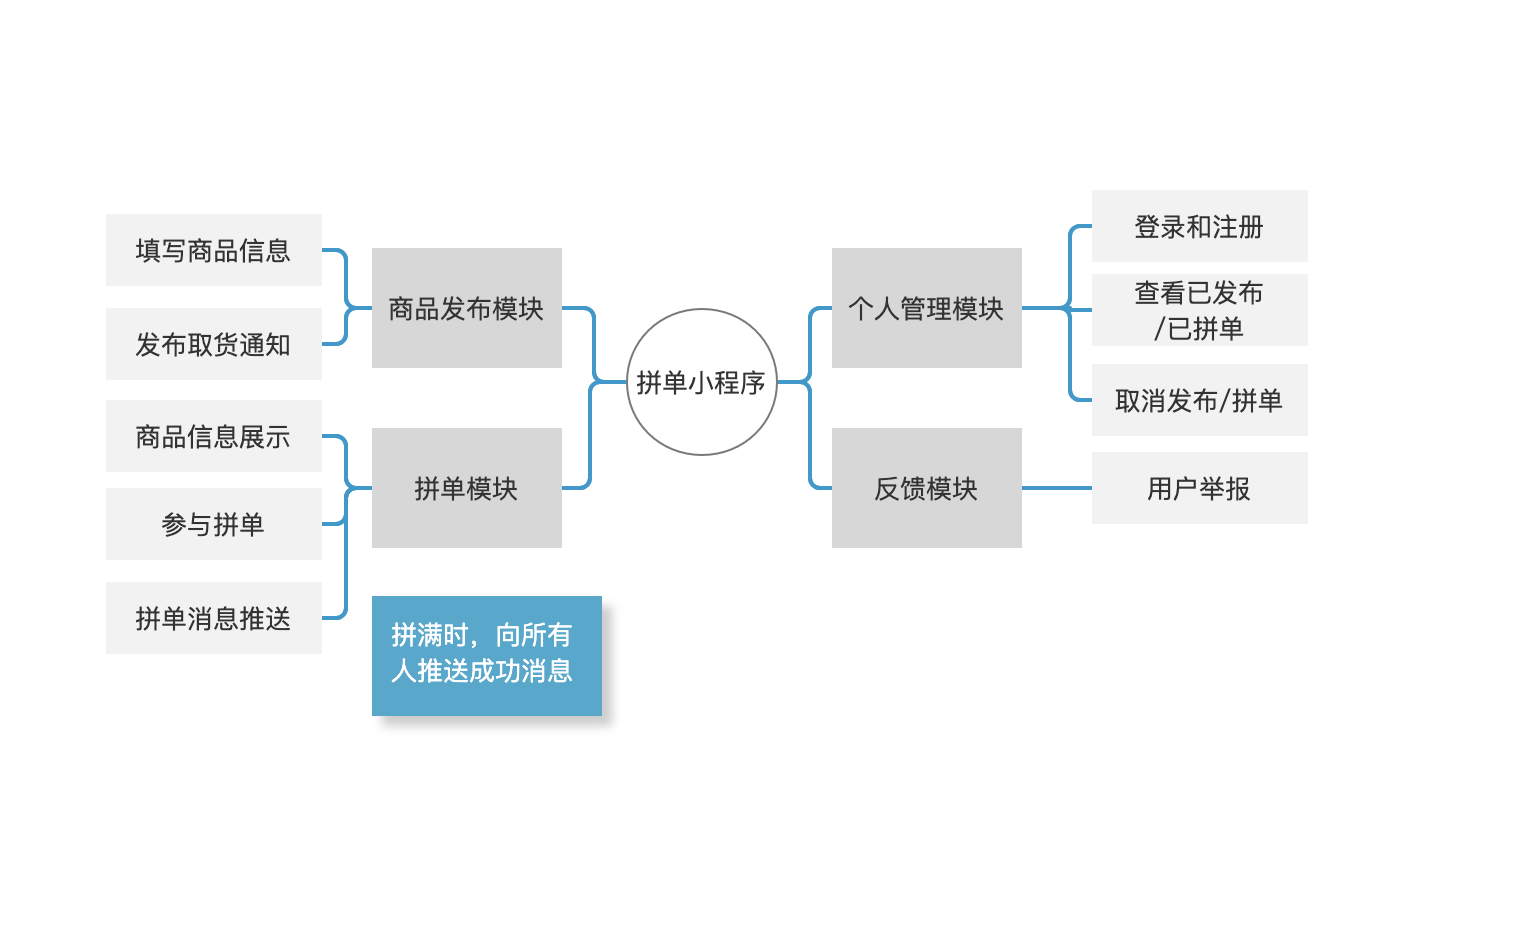 填写商品信息
发布取货通知
商品信息展示
参与拼单
拼单消息推送
商品发布模块
拼单模块
拼满时，向所有
人推送成功消息
拼单小程序
个人管理模块
反馈模块
登录和注册
查看已发布
/已拼单
取消发布/拼单
用户举报